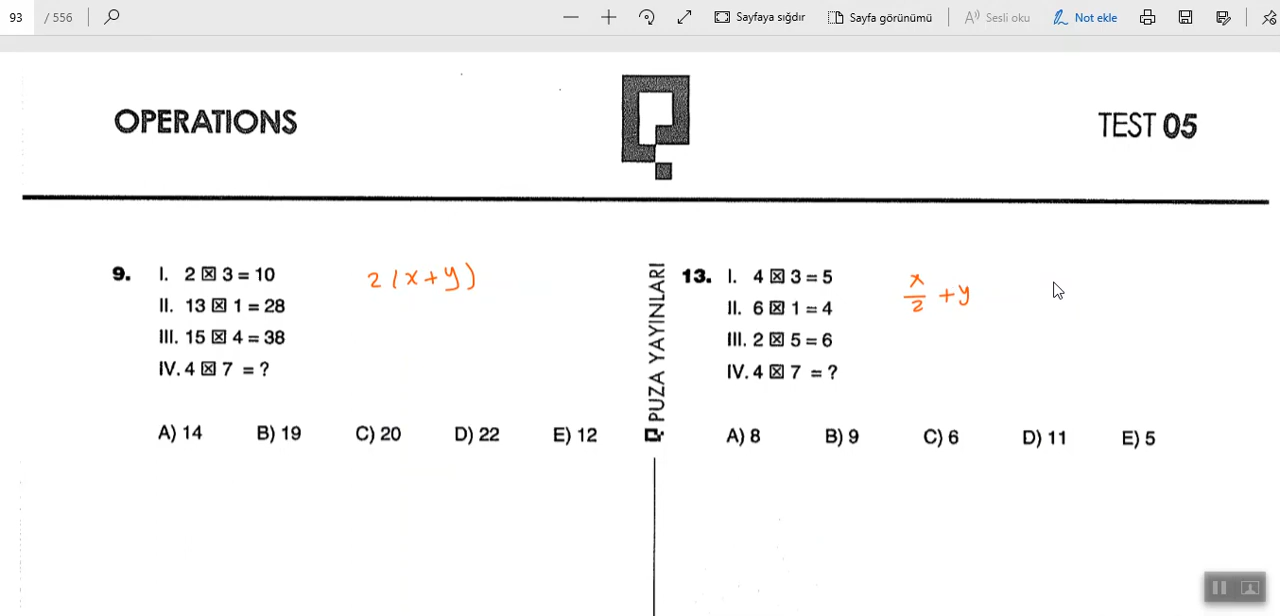 93 / 556 Sayfaya sığdır Sayfa görünümü Sesli oku Not ekle
OPERATIONS
TEST 05
9. I. 2 ⊠ 3 = 10
2(x+y)
II. 13 ⊠ 1 = 28
III. 15 ⊠ 4 = 38
IV. 4 ⊠ 7 = ?
A) 14 B) 19 C) 20 D) 22 E) 12
PUZA YAYINLARI
13. I. 4 ⊠ 3 = 5
x/2 + y
II. 6 ⊠ 1 = 4
III. 2 ⊠ 5 = 6
IV. 4 ⊠ 7 = ?
A) 8 B) 9 C) 6 D) 11 E) 5